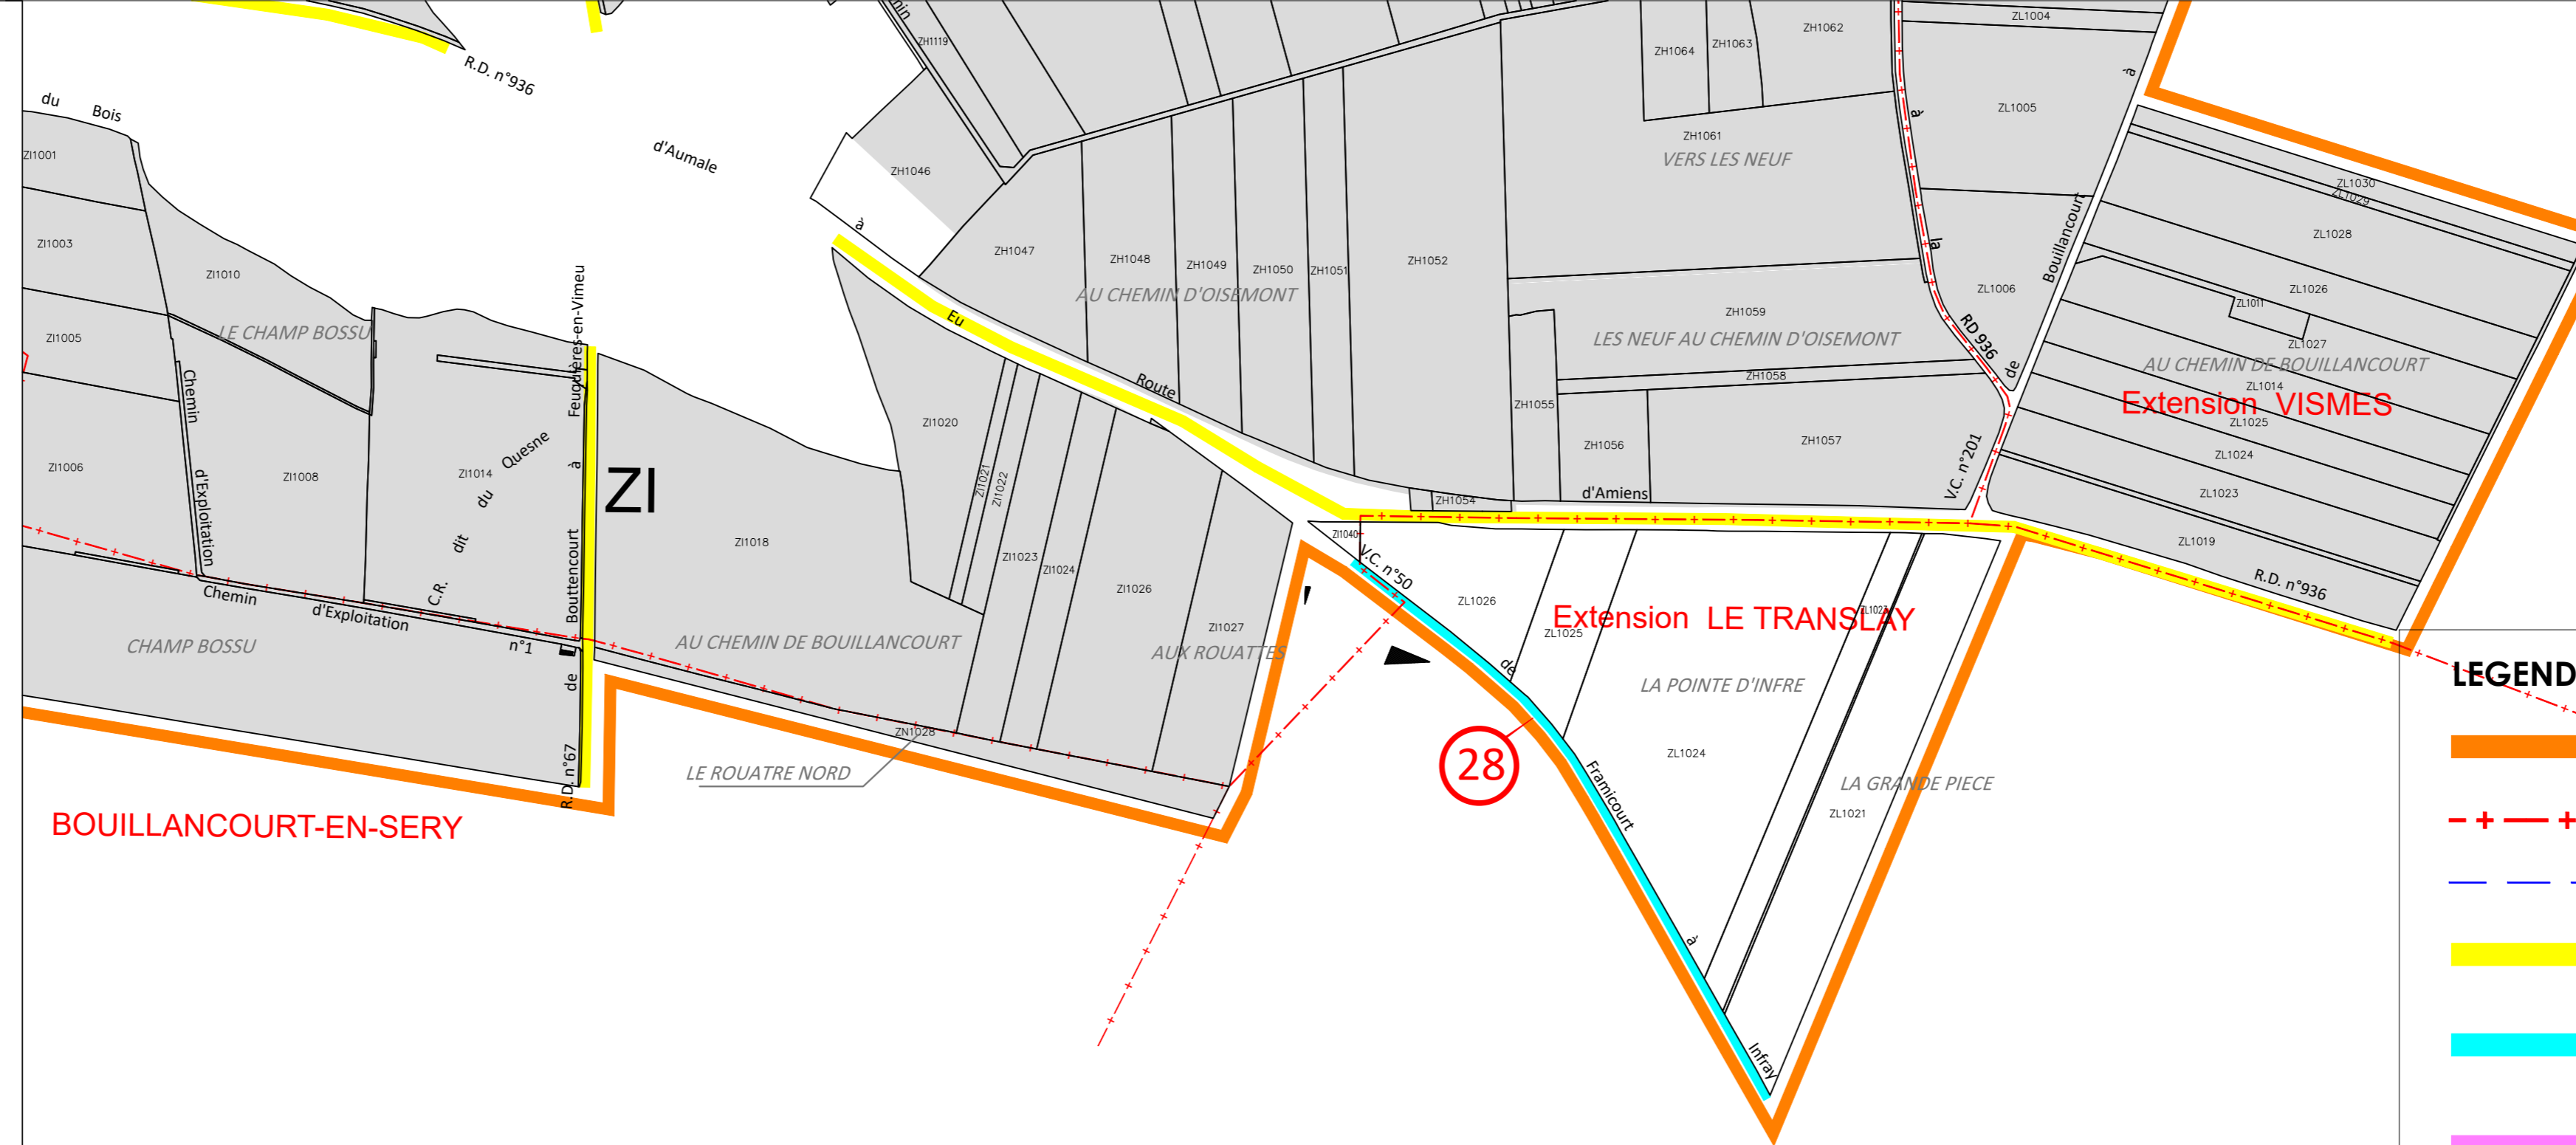 ZH1119
min
R.D. n°936
du Bois
d'Aumale
ZH1046
ZI1001
ZI1003
ZI1005
ZI1006
ZI1010
LE CHAMP BOSSU
Chemin
d'Exploitation
ZI1008
ZI1014
C.R. dit du Quesne
R.D. n°67 de Bouttencourt à Feuquières-en-Vimeu
ZI
ZI1018
Chemin d'Exploitation n°1
CHAMP BOSSU
AU CHEMIN DE BOUILLANCOURT
BOUILLANCOURT-EN-SERY
LE ROUATRE NORD
ZN1028
ZI1020
ZI1021
ZI1022
ZI1023
ZI1024
ZI1026
ZI1027
AUX ROUATTES
Route
à
Eu
d'Amiens
ZH1047
ZH1048
ZH1049
ZH1050
ZH1051
ZH1052
AU CHEMIN D'OISEMONT
ZH1064
ZH1063
ZH1062
ZH1061
VERS LES NEUF
ZH1059
LES NEUF AU CHEMIN D'OISEMONT
ZH1058
ZH1055
ZH1056
ZH1057
ZH1054
à
la
RD 936
V.C. n°201
de
Bouillancourt
à
ZL1004
ZL1005
ZL1006
ZL1030
ZL1029
ZL1028
ZL1026
ZL1011
ZL1027
AU CHEMIN DE BOUILLANCOURT
ZL1014
Extension VISMES
ZL1025
ZL1024
ZL1023
ZL1019
R.D. n°936
ZI1040
V.C. n°50
de
Framicourt
à
Infray
ZL1026
ZL1025
Extension LE TRANSLAY
LA POINTE D'INFRE
ZL1024
LA GRANDE PIECE
ZL1021
28
LEGEND